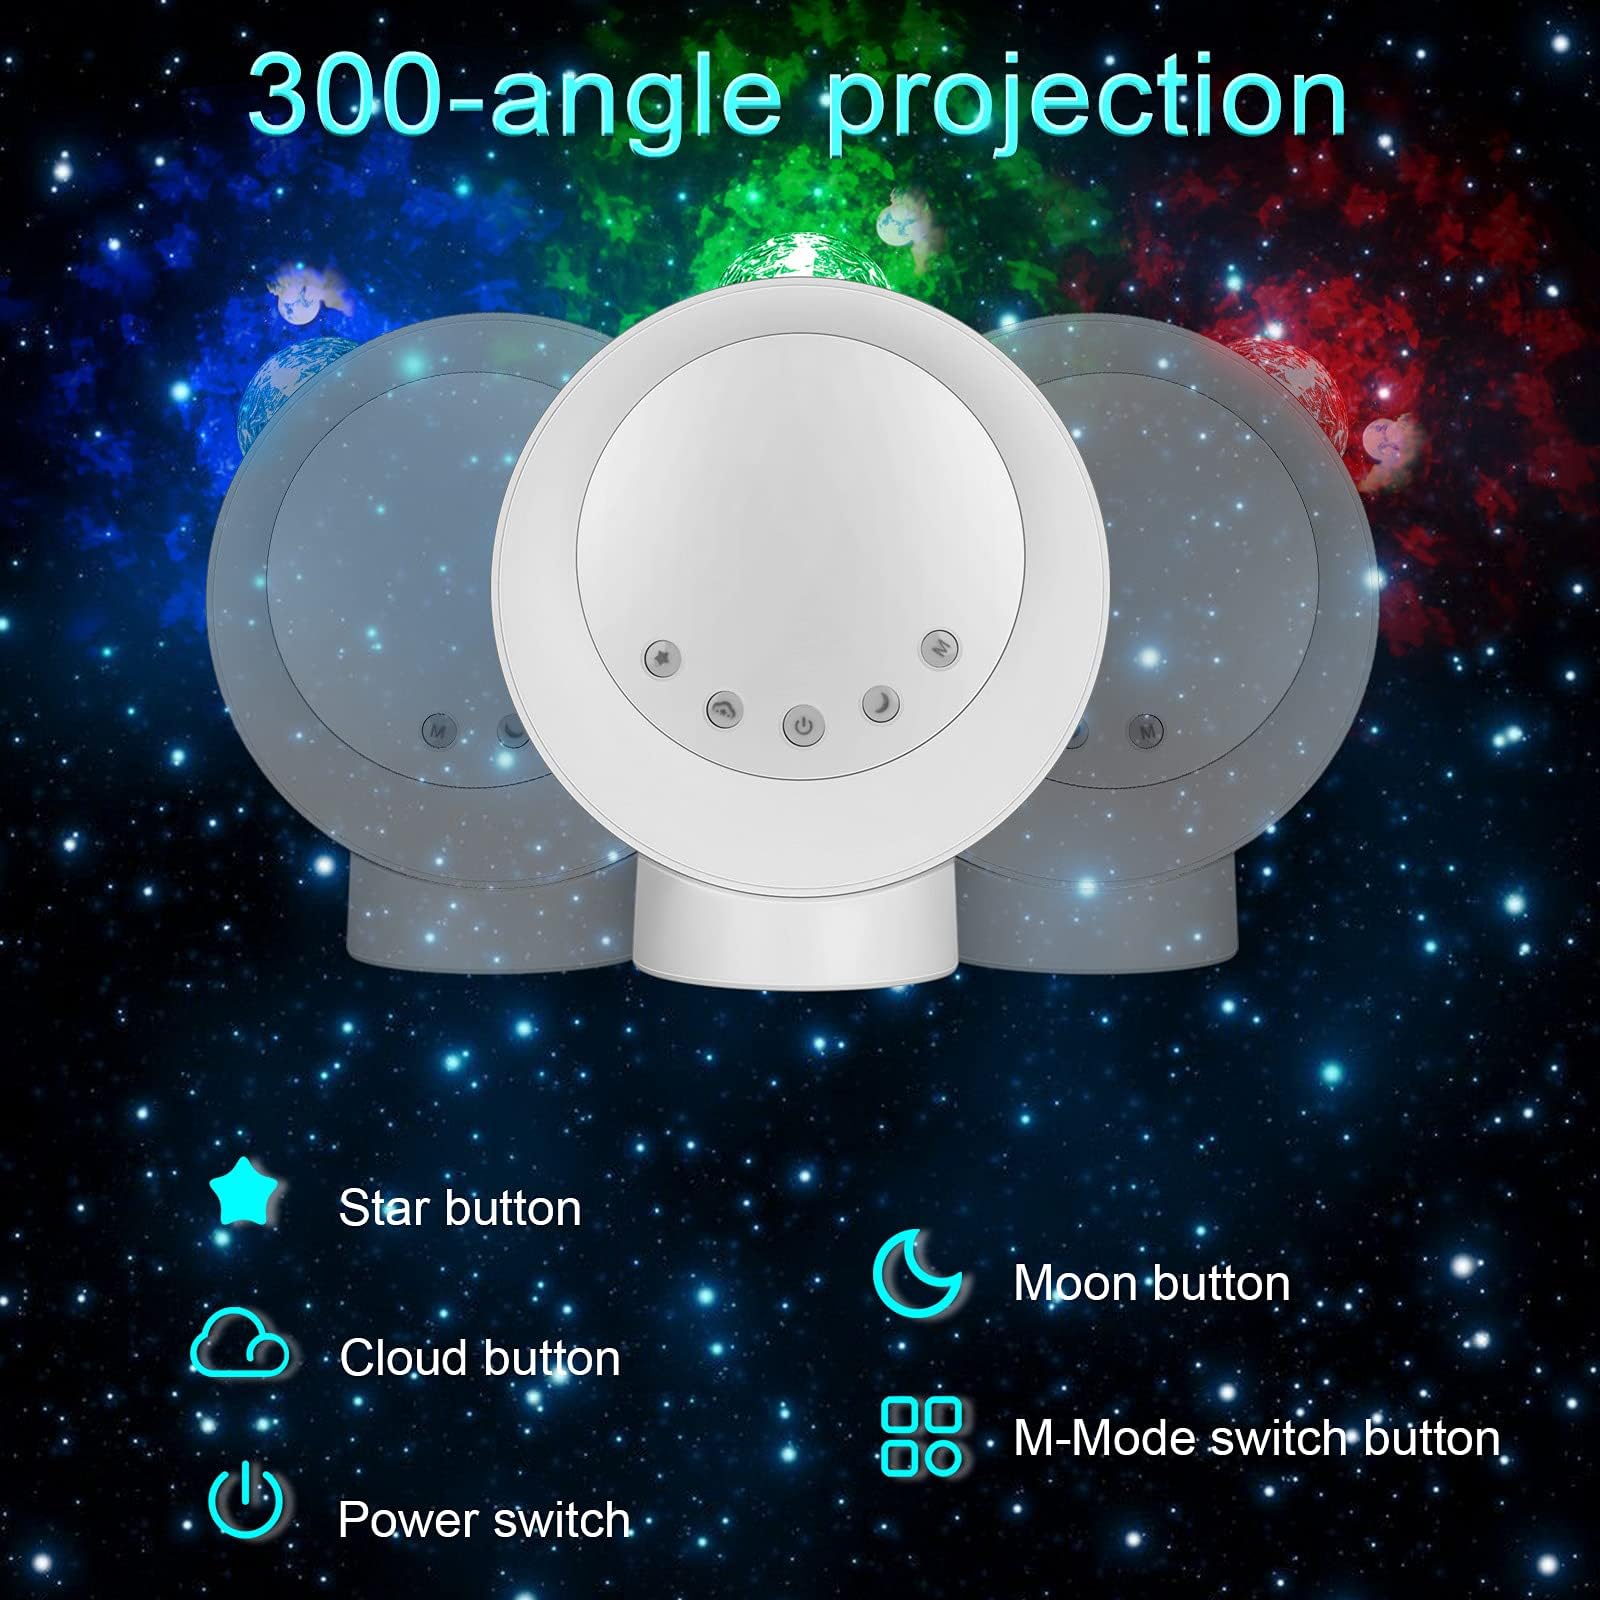 300-angle projection
M
M
M
Star button
Moon button
Cloud button
M-Mode switch button
Power switch